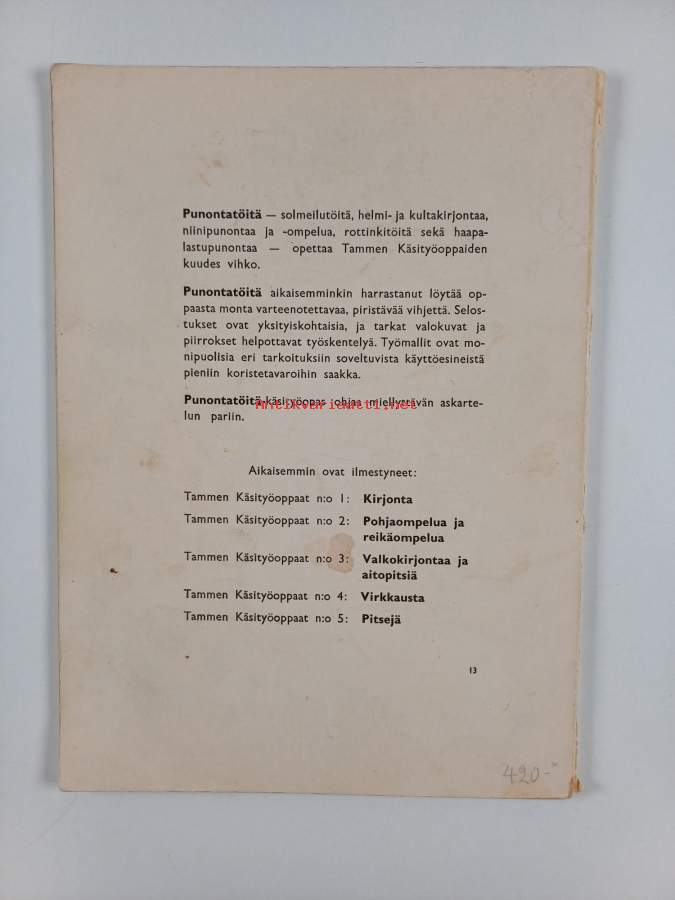 Punontatöitä — solmeilutöitä, helmi- ja kultakirjontaa,
niinipunontaa ja -ompelua, rottinkitöitä sekä haapa-
lastupunontaa — opettaa Tammen Käsityöoppaiden
kuudes vihko.
Punontatöitä aikaisemminkin harrastanut löytää op-
paasta monta varteenotettavaa, piristävää vihjettä. Selos-
tukset ovat yksityiskohtaisia, ja tarkat valokuvat ja
piirrokset helpottavat työskentelyä. Työmallit ovat mo-
nipuolisia eri tarkoituksiin soveltuvista käyttöesineistä
pieniin koristetavaroihin saakka.
Punontatöitä-käsityöopas ohjaa miellyttävän askarte-
lun pariin.
Antikvariaatti.net
Aikaisemmin ovat ilmestyneet:
Tammen Käsityöoppaat n:o 1: Kirjonta
Tammen Käsityöoppaat n:o 2: Pohjaompelua ja
reikäompelua
Tammen Käsityöoppaat n:o 3: Valkokirjontaa ja
aitopitsiä
Tammen Käsityöoppaat n:o 4: Virkkausta
Tammen Käsityöoppaat n:o 5: Pitsejä
13
420-